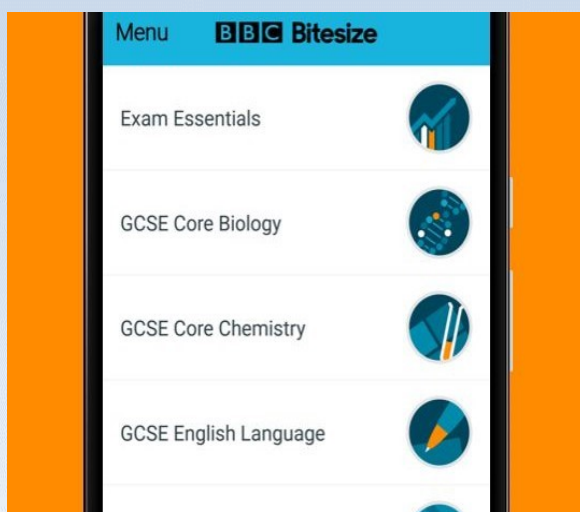 Menu BBC Bitesize
Exam Essentials
GCSE Core Biology
GCSE Core Chemistry
GCSE English Language